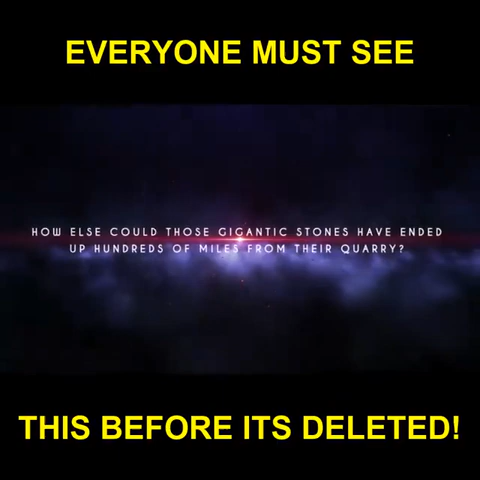 EVERYONE MUST SEE
HOW ELSE COULD THOSE GIGANTIC STONES HAVE ENDED
UP HUNDREDS OF MILES FROM THEIR QUARRY?
THIS BEFORE ITS DELETED!